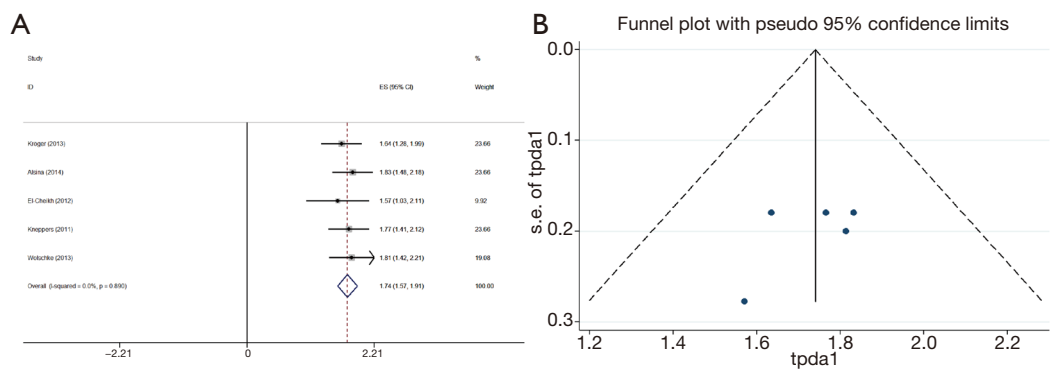 A
Study
%
ID
ES (95% CI)
Weight
Kroger (2013)
1.64 (1.28, 1.99)
23.66
Alsina (2014)
1.83 (1.48, 2.18)
23.66
El-Cheikh (2012)
1.57 (1.03, 2.11)
9.92
Kneppers (2011)
1.77 (1.41, 2.12)
23.66
Wolschke (2013)
1.81 (1.42, 2.21)
19.08
Overall (I-squared = 0.0%, p = 0.890)
1.74 (1.57, 1.91)
100.00
−2.21
0
2.21
B
Funnel plot with pseudo 95% confidence limits
s.e. of tpda1
0.0
0.1
0.2
0.3
1.2
1.4
1.6
1.8
2.0
2.2
tpda1